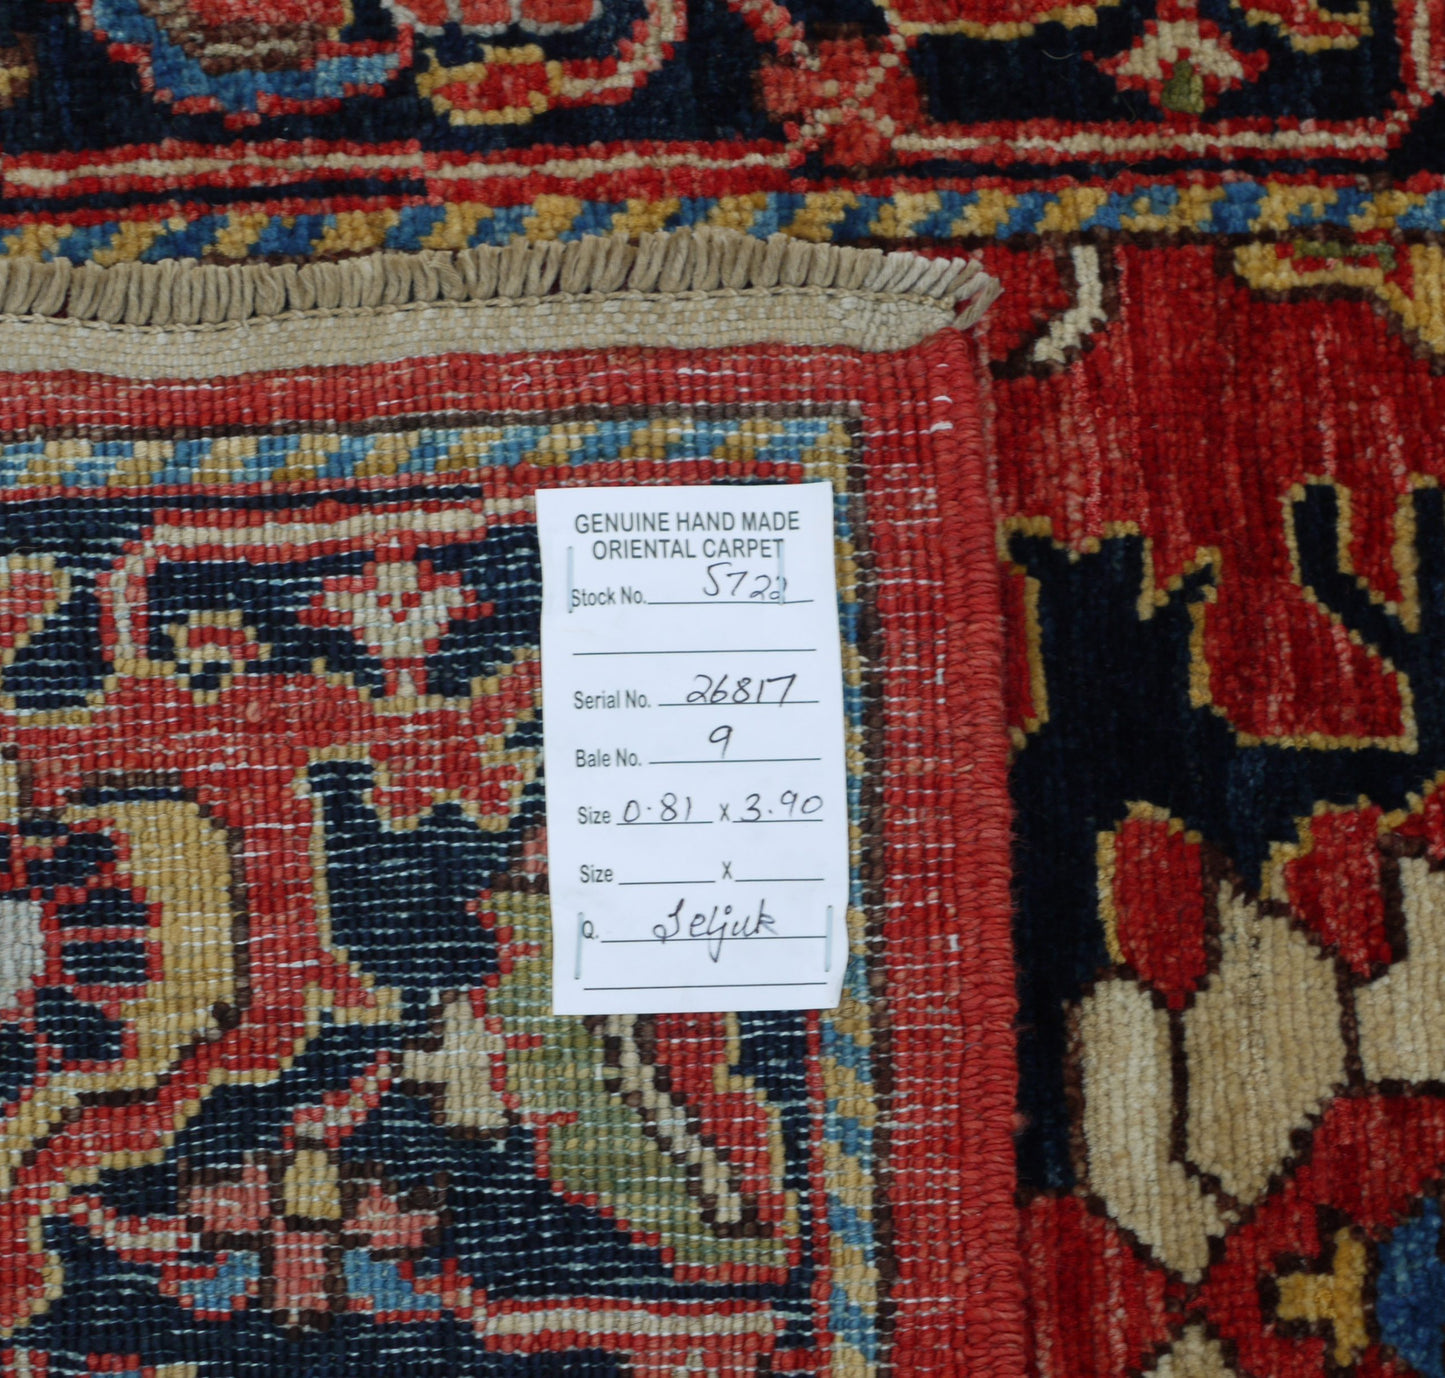 GENUINE HAND MADE
ORIENTAL CARPET
Stock No. 5722
Serial No. 26817
Bale No. 9
Size 0.81 X 3.90
Size X
Q. Seljuk